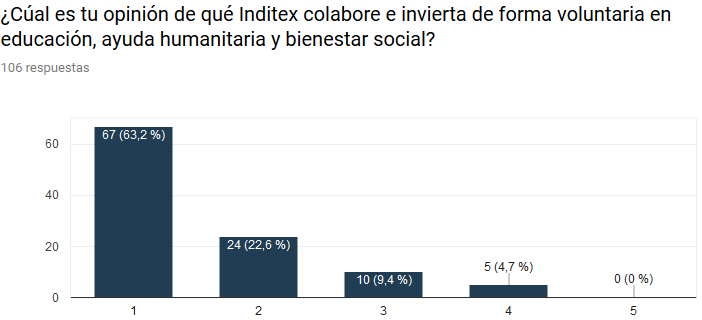 ¿Cúal es tu opinión de qué Inditex colabore e invierta de forma voluntaria en
educación, ayuda humanitaria y bienestar social?
106 respuestas
60
40
20
0
67 (63,2 %)
24 (22,6 %)
10 (9,4 %)
5 (4,7 %)
0 (0 %)
1
2
3
4
5